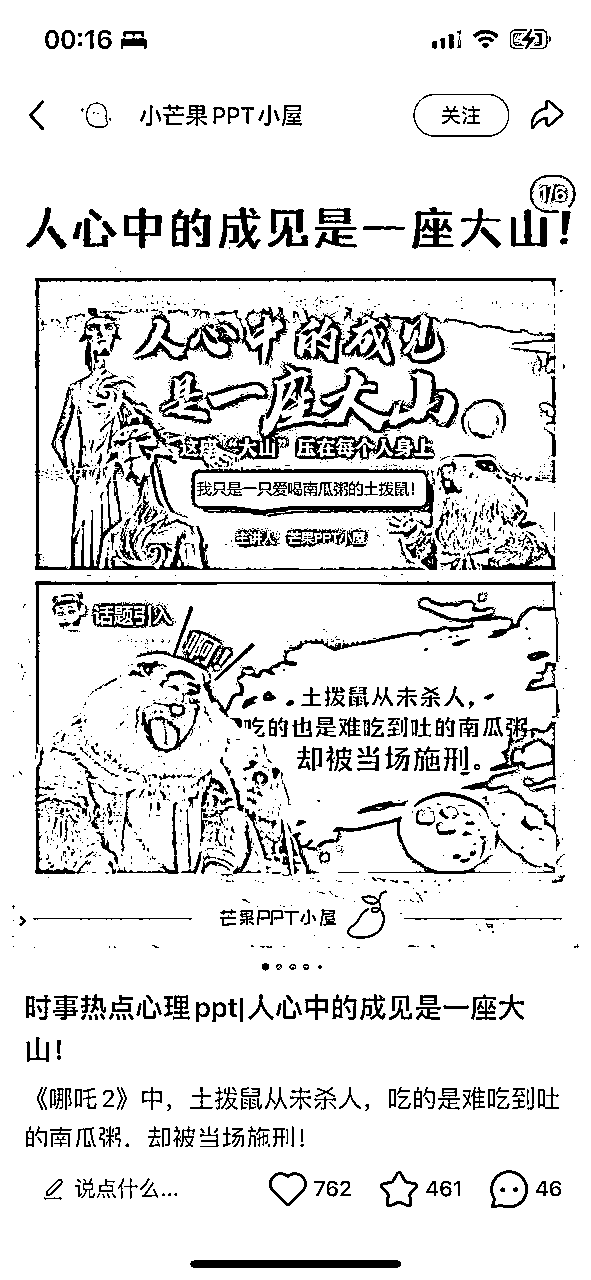 00:16
小芒果PPT小屋
关注
1/6
人心中的成见是一座大山！
人心中的成见
是一座大山
这座“大山”压在每个人身上
我只是一只爱喝南瓜粥的土拨鼠！
主讲人：芒果PPT小屋
话题引入
啊!!
土拨鼠从未杀人，
吃的也是难吃到吐的南瓜粥，
却被当场施刑。
芒果PPT小屋
时事热点心理ppt|人心中的成见是一座大
山！
《哪吒2》中，土拨鼠从未杀人，吃的是难吃到吐
的南瓜粥，却被当场施刑！
说点什么...
762
461
46